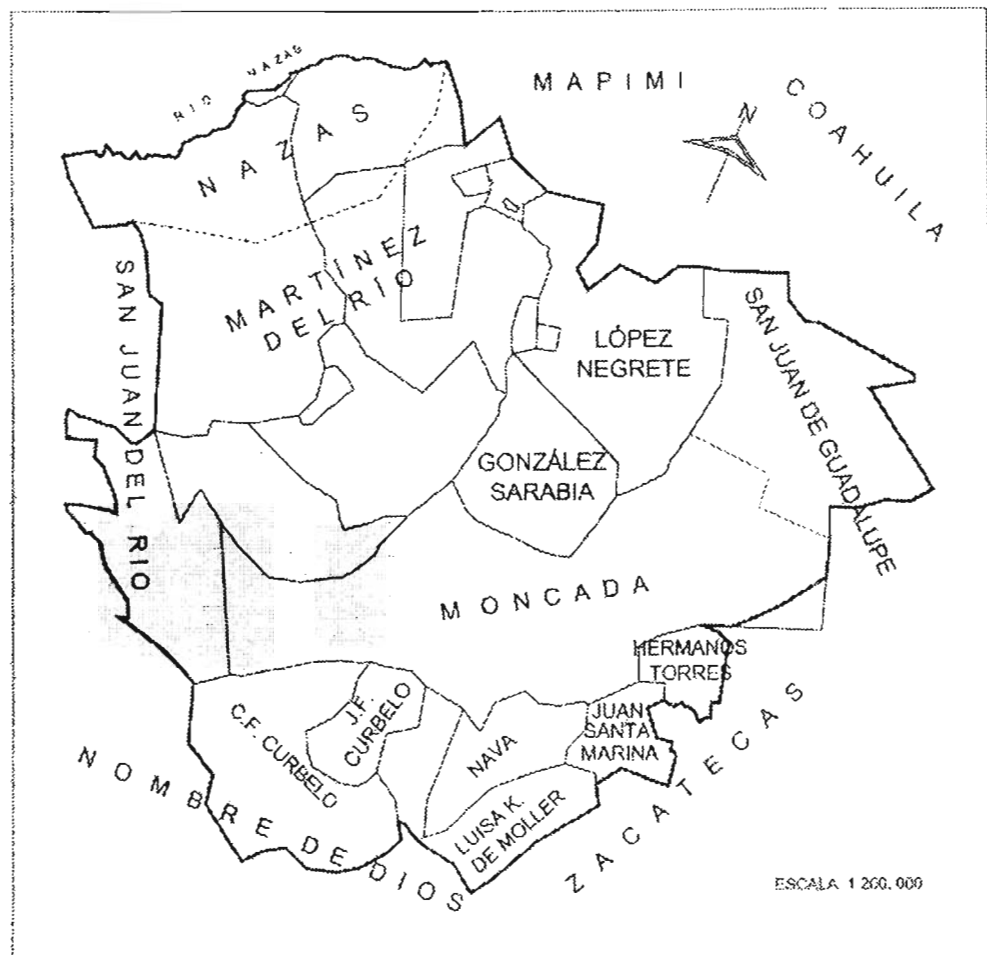 RIO NAZAS
MAPIMI
COAHUILA
N
NAZAS
SAN JUAN DEL RIO
MARTÍNEZ
DEL RÍO
LÓPEZ
NEGRETE
SAN JUAN DE GUADALUPE
GONZÁLEZ
SARABIA
MONCADA
HERMANOS
TORRES
C.F. CURBELO
J.F.
CURBELO
NAVA
JUAN
SANTA
MARINA
LUISA K.
DE MOLLER
NOMBRE DE DIOS
ZACATECAS
ESCALA 1 200,000